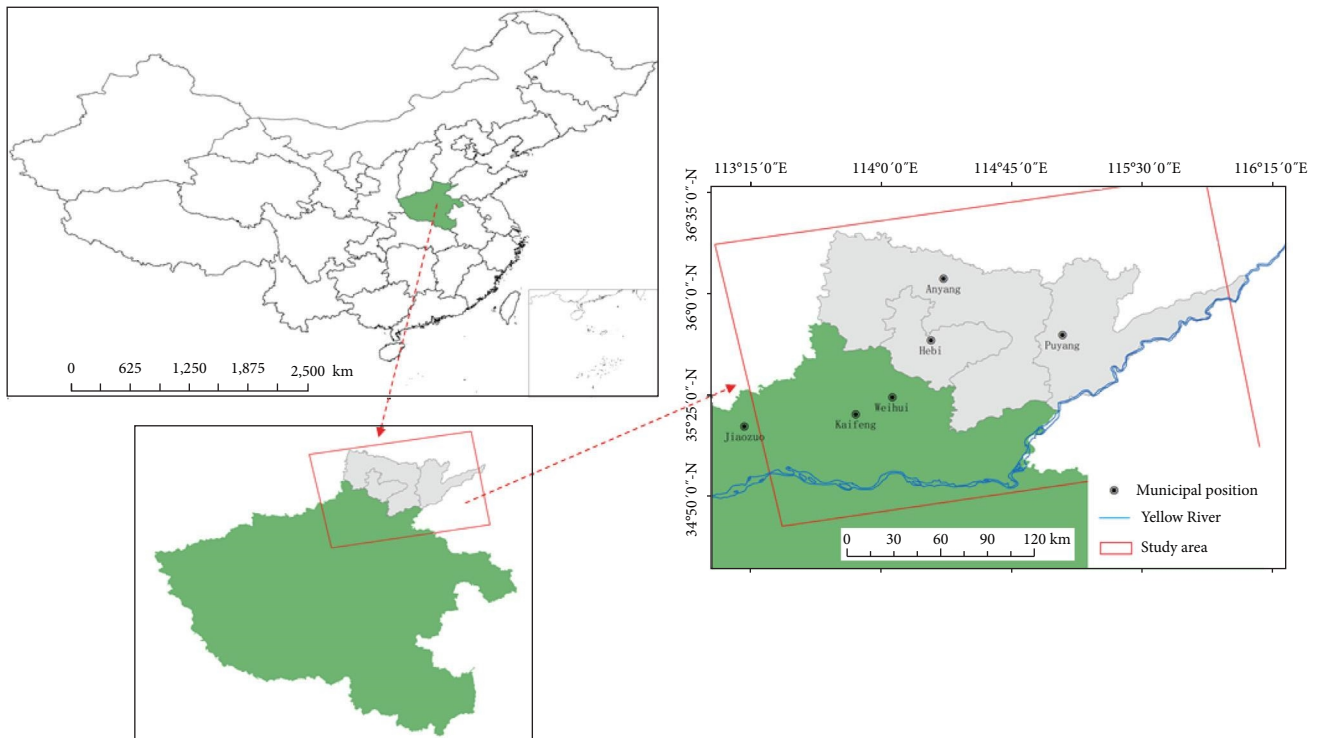 0 625 1,250 1,875 2,500 km
113°15′0″E 114°0′0″E 114°45′0″E 115°30′0″E 116°15′0″E
36°35′0″-N
36°0′0″-N
35°25′0″-N
34°50′0″-N
Anyang
Hebi
Puyang
Weihui
Kaifeng
Jiaozuo
Municipal position
Yellow River
Study area
0 30 60 90 120 km